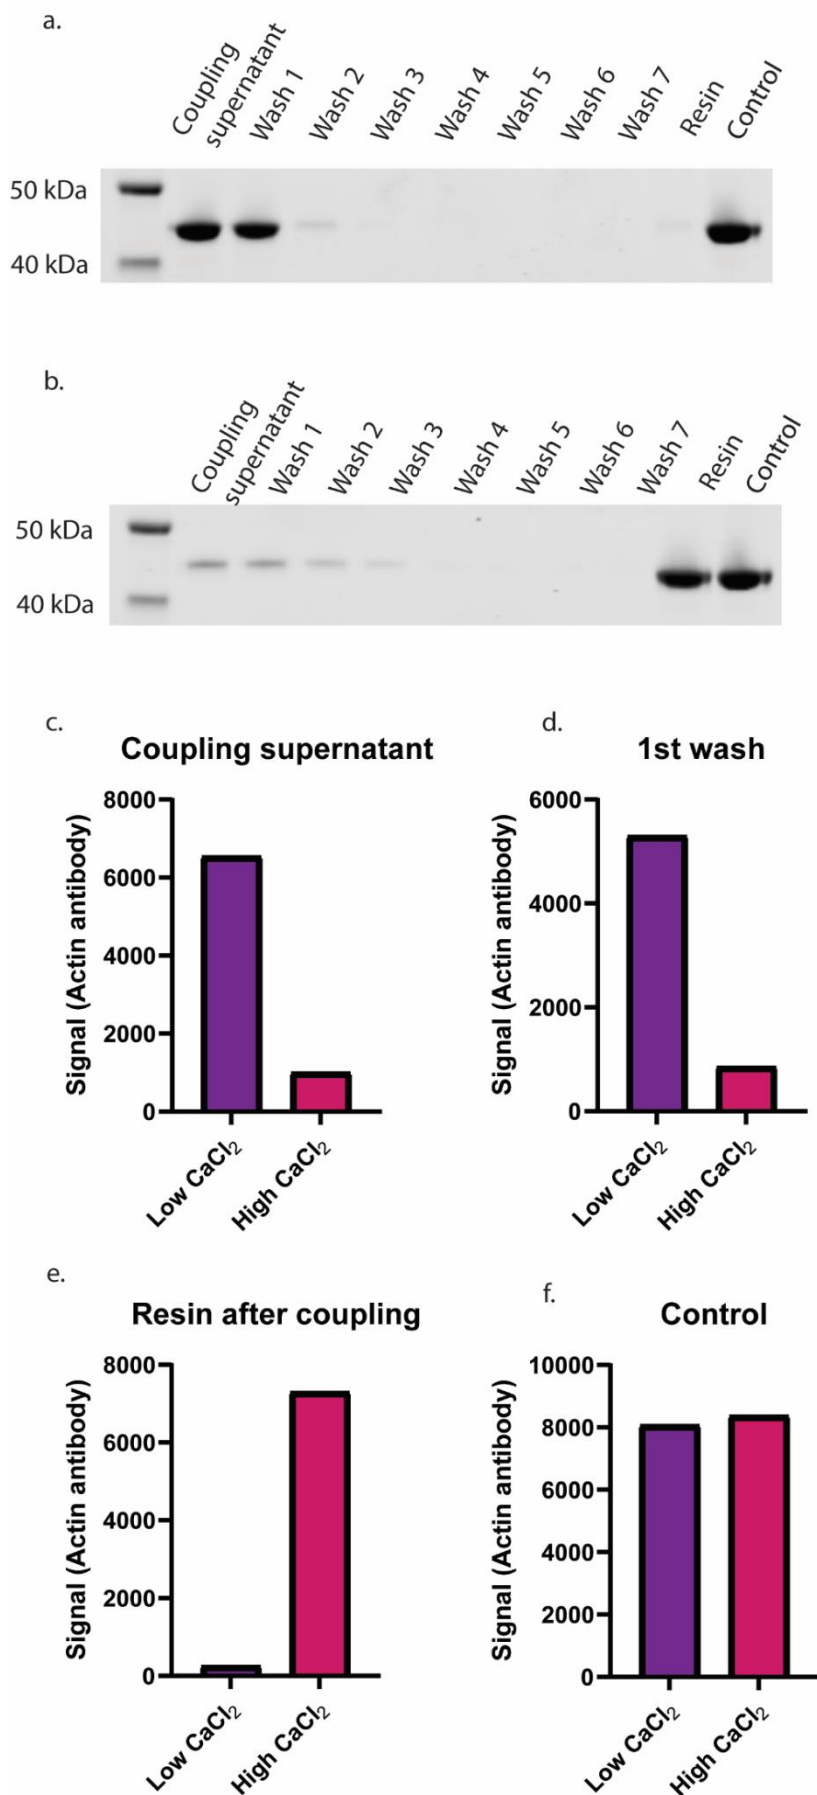 a.
Coupling
supernatant
Wash 1
Wash 2
Wash 3
Wash 4
Wash 5
Wash 6
Wash 7
Resin
Control
50 kDa
40 kDa
b.
Coupling
supernatant
Wash 1
Wash 2
Wash 3
Wash 4
Wash 5
Wash 6
Wash 7
Resin
Control
50 kDa
40 kDa
c.
Coupling supernatant
Signal (Actin antibody)
8000
6000
4000
2000
0
Low CaCl₂
High CaCl₂
d.
1st wash
Signal (Actin antibody)
6000
4000
2000
0
Low CaCl₂
High CaCl₂
e.
Resin after coupling
Signal (Actin antibody)
8000
6000
4000
2000
0
Low CaCl₂
High CaCl₂
f.
Control
Signal (Actin antibody)
10000
8000
6000
4000
2000
0
Low CaCl₂
High CaCl₂